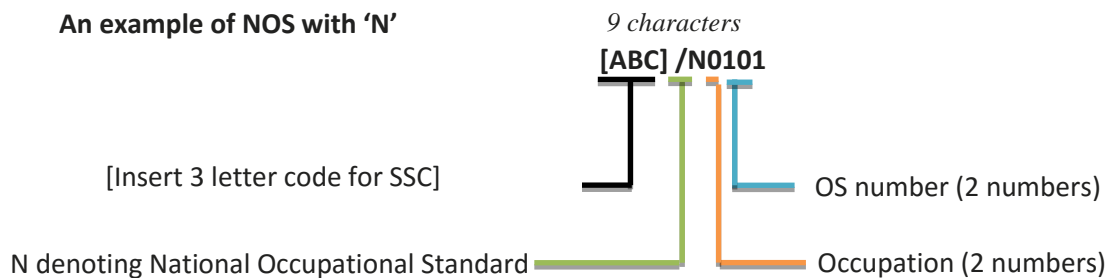 An example of NOS with ‘N’
9 characters
[ABC] /N0101
[Insert 3 letter code for SSC]
OS number (2 numbers)
N denoting National Occupational Standard
Occupation (2 numbers)